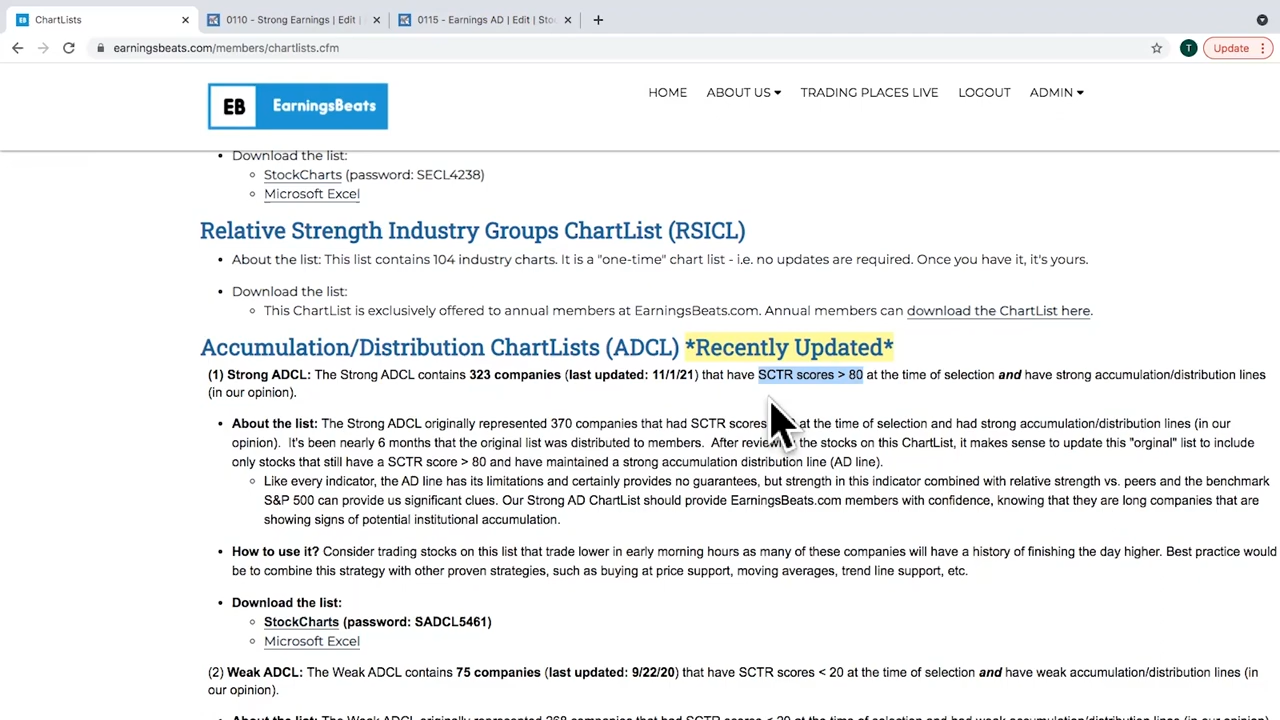 EB ChartLists
0110 - Strong Earnings | Edit |
0115 - Earnings AD | Edit | Sto
earningsbeats.com/members/chartlists.cfm
T
Update
EB EarningsBeats
HOME ABOUT US TRADING PLACES LIVE LOGOUT ADMIN
• Download the list:
StockCharts (password: SECL4238)
Microsoft Excel
Relative Strength Industry Groups ChartList (RSICL)
• About the list: This list contains 104 industry charts. It is a "one-time" chart list - i.e. no updates are required. Once you have it, it's yours.
• Download the list:
This ChartList is exclusively offered to annual members at EarningsBeats.com. Annual members can download the ChartList here.
Accumulation/Distribution ChartLists (ADCL) *Recently Updated*
(1) Strong ADCL: The Strong ADCL contains 323 companies (last updated: 11/1/21) that have SCTR scores > 80 at the time of selection and have strong accumulation/distribution lines
(in our opinion).
• About the list: The Strong ADCL originally represented 370 companies that had SCTR scores at the time of selection and had strong accumulation/distribution lines (in our
opinion). It's been nearly 6 months that the original list was distributed to members. After the stocks on this ChartList, it makes sense to update this "orginal" list to include
only stocks that still have a SCTR score > 80 and have maintained a strong accumulation distribution line (AD line).
Like every indicator, the AD line has its limitations and certainly provides no guarantees, but strength in this indicator combined with relative strength vs. peers and the benchmark
S&P 500 can provide us significant clues. Our Strong AD ChartList should provide EarningsBeats.com members with confidence, knowing that they are long companies that are
showing signs of potential institutional accumulation.
• How to use it? Consider trading stocks on this list that trade lower in early morning hours as many of these companies will have a history of finishing the day higher. Best practice would
be to combine this strategy with other proven strategies, such as buying at price support, moving averages, trend line support, etc.
• Download the list:
StockCharts (password: SADCL5461)
Microsoft Excel
(2) Weak ADCL: The Weak ADCL contains 75 companies (last updated: 9/22/20) that have SCTR scores < 20 at the time of selection and have weak accumulation/distribution lines (in
our opinion).